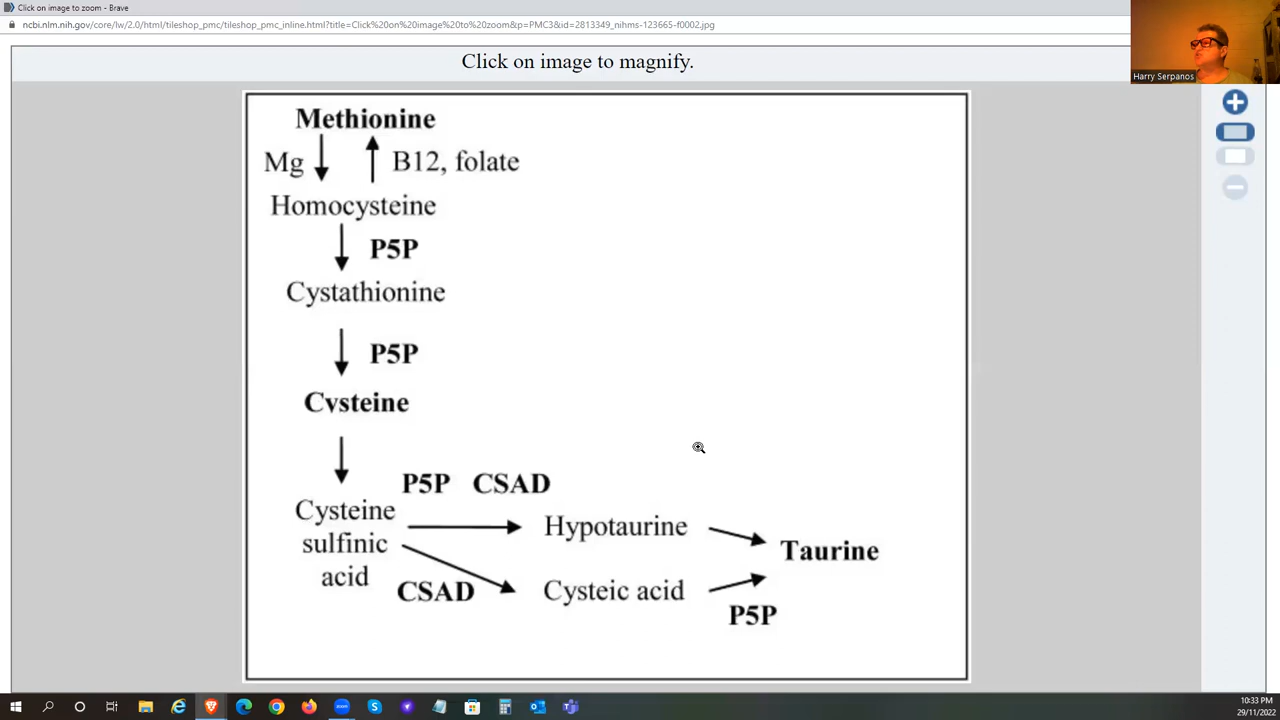 Click on image to zoom - Brave
ncbi.nlm.nih.gov/core/lw/2.0/html/tileshop_pmc/tileshop_pmc_inline.html?title=Click%20on%20image%20to%20zoom&p=PMC3&id=2813349_nihms-123665-f0002.jpg
Harry Serpanos
Click on image to magnify.
Methionine
Mg B12, folate
Homocysteine
P5P
Cystathionine
P5P
Cysteine
P5P CSAD
Cysteine
sulfinic
acid
Hypotaurine
Taurine
CSAD
Cysteic acid
P5P
10:33 PM
29/11/2022